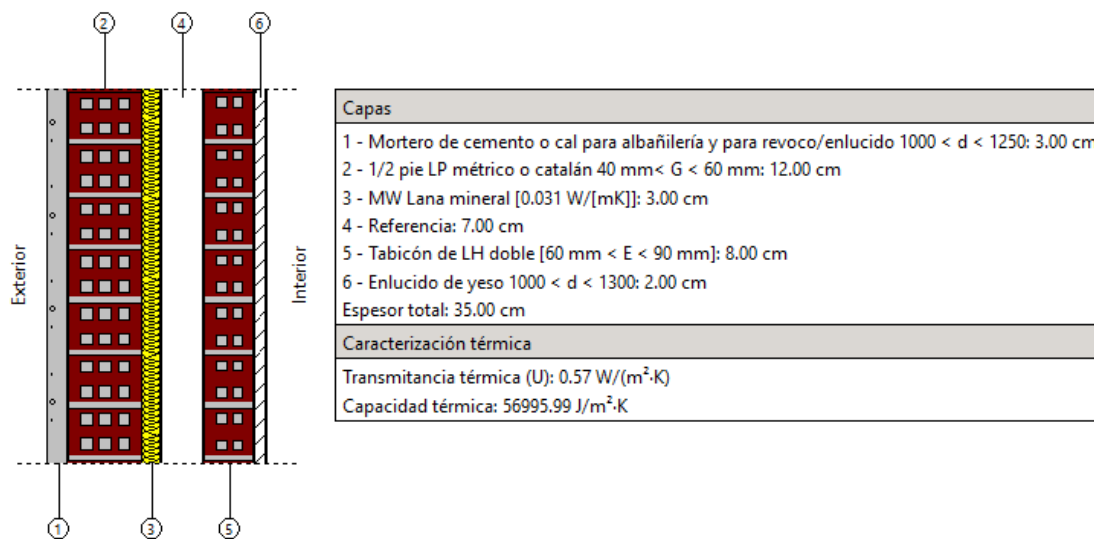 2
4
6
Exterior
Interior
1
3
5
Capas
1 - Mortero de cemento o cal para albañilería y para revoco/enlucido 1000 < d < 1250: 3.00 cm
2 - 1/2 pie LP métrico o catalán 40 mm< G < 60 mm: 12.00 cm
3 - MW Lana mineral [0.031 W/[mK]]: 3.00 cm
4 - Referencia: 7.00 cm
5 - Tabicón de LH doble [60 mm < E < 90 mm]: 8.00 cm
6 - Enlucido de yeso 1000 < d < 1300: 2.00 cm
Espesor total: 35.00 cm
Caracterización térmica
Transmitancia térmica (U): 0.57 W/(m²·K)
Capacidad térmica: 56995.99 J/m²·K